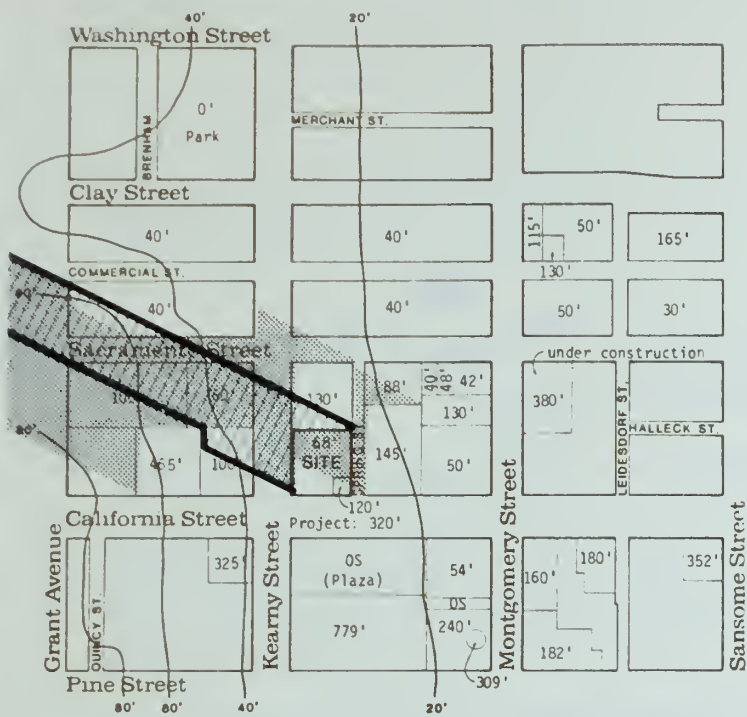 40'
20'
Washington Street
0'
Park
BRENHAM
MERCHANT ST.
Clay Street
40'
40'
115'
50'
130'
165'
COMMERCIAL ST.
40'
40'
50'
30'
Sacramento Street
under construction
130'
88'
40'
48'
42'
130'
380'
LEIDESDORF ST.
HALLECK ST.
68
SITE
145'
50'
120'
California Street
Project: 320'
Montgomery Street
Grant Avenue
QUINCY ST.
325'
Kearny Street
OS
(Plaza)
54'
OS
779'
240'
309'
160'
180'
182'
352'
Sansome Street
Pine Street
80'
60'
40'
20'